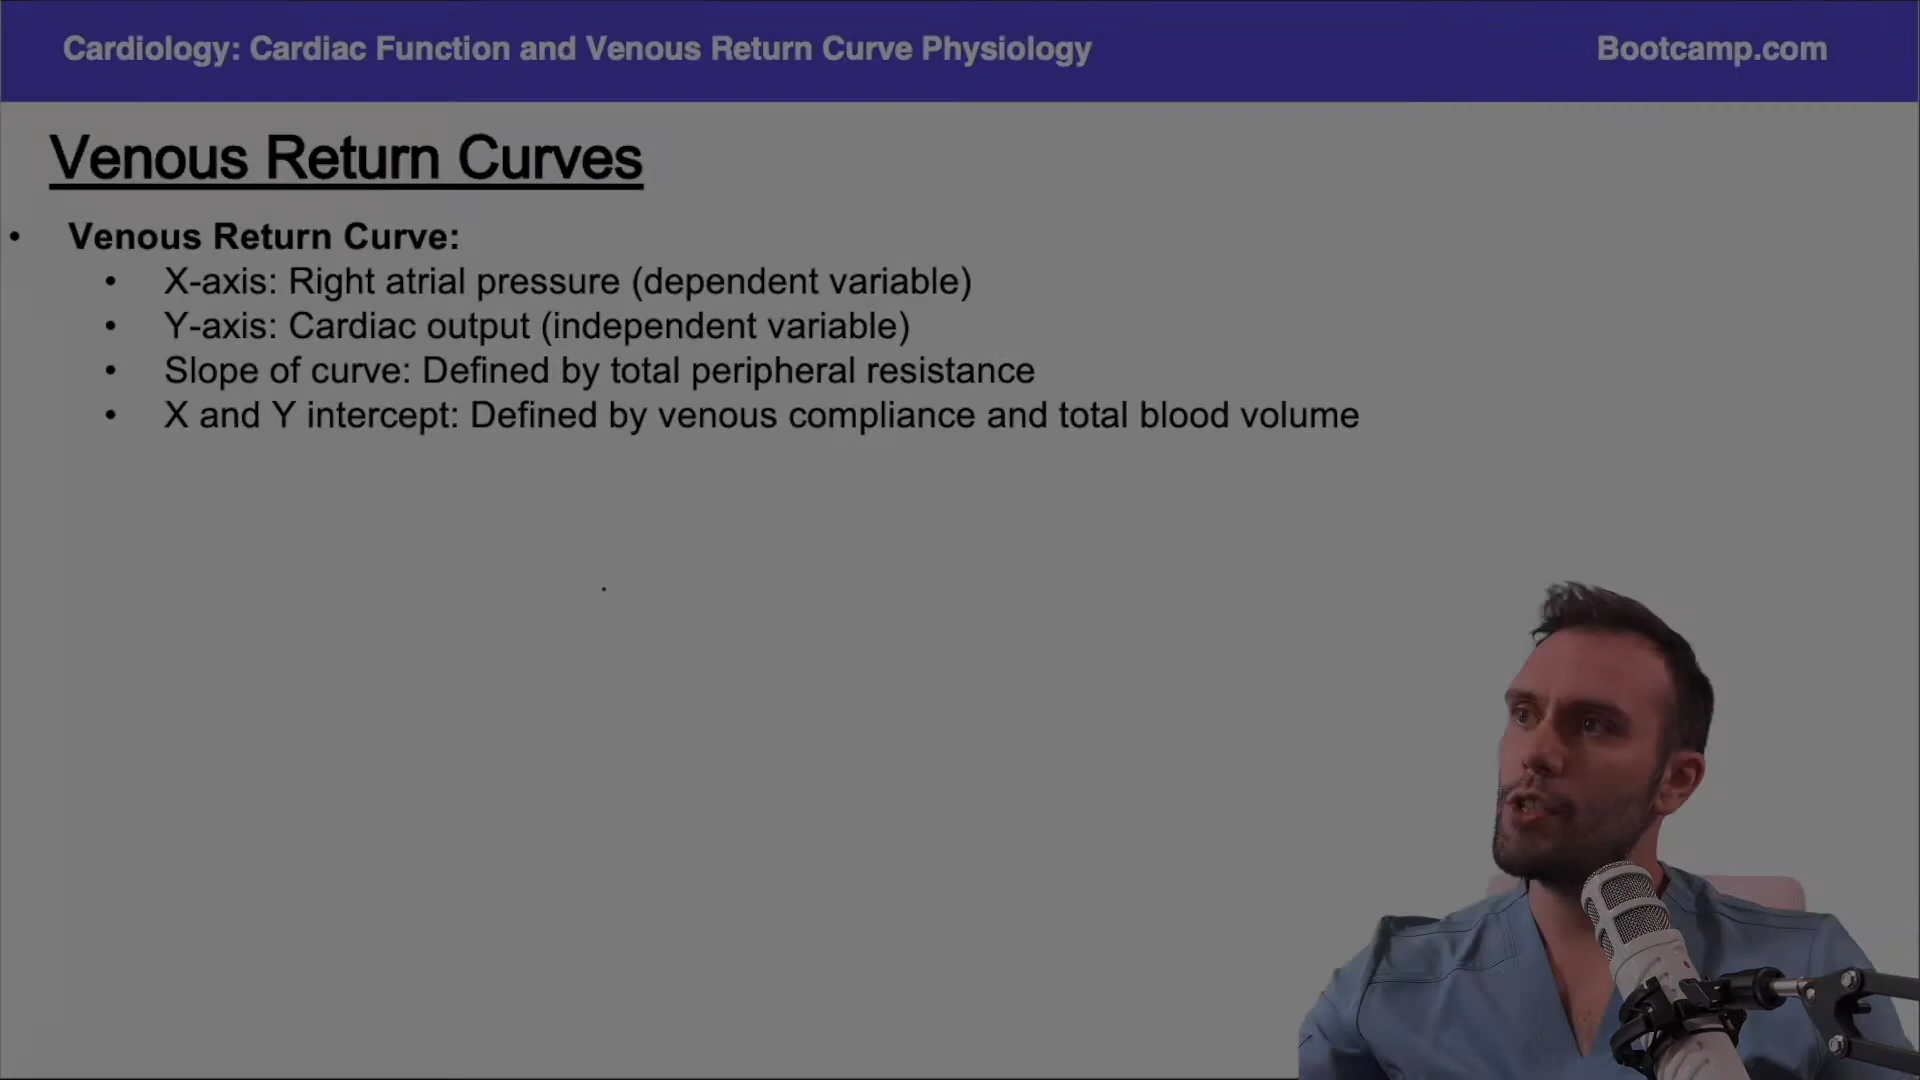 Cardiology: Cardiac Function and Venous Return Curve Physiology
Bootcamp.com
Venous Return Curves
• Venous Return Curve:
• X-axis: Right atrial pressure (dependent variable)
• Y-axis: Cardiac output (independent variable)
• Slope of curve: Defined by total peripheral resistance
• X and Y intercept: Defined by venous compliance and total blood volume